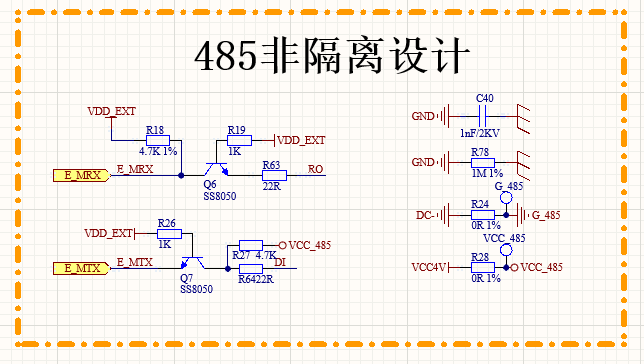 485非隔离设计
VDD_EXT
R18
4.7K 1%
R19
1K
VDD_EXT
E_MRX
E_MRX
Q6
SS8050
R63
22R
RO
VDD_EXT
R26
1K
E_MTX
E_MTX
Q7
SS8050
VCC_485
R27 4.7K
DI
R6422R
C40
GND
1nF/2KV
R78
GND
1M 1%
G_485
R24
DC-
G_485
0R 1%
VCC_485
R28
VCC4V
VCC_485
0R 1%